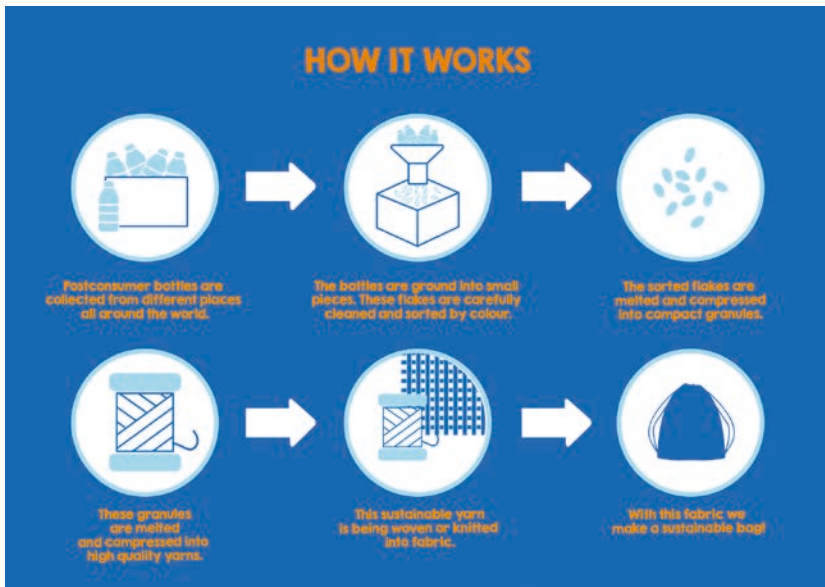 HOW IT WORKS
Postconsumer bottles are
collected from different places
all around the world.
The bottles are ground into small
pieces. These flakes are carefully
cleaned and sorted by colour.
The sorted flakes are
melted and compressed
into compact granules.
These granules
are melted
and compressed into
high quality yarns.
This sustainable yarn
is being woven or knitted
into fabric.
With this fabric we
make a sustainable bag!